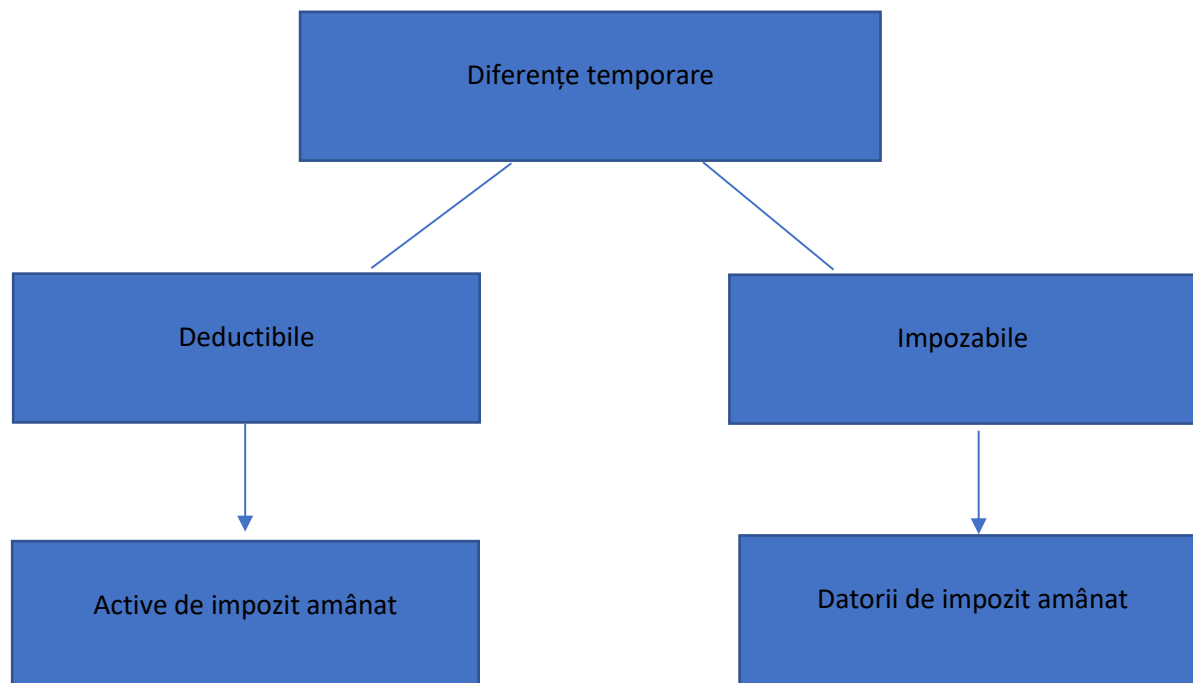 Diferențe temporare
Deductibile
Impozabile
Active de impozit amânat
Datorii de impozit amânat